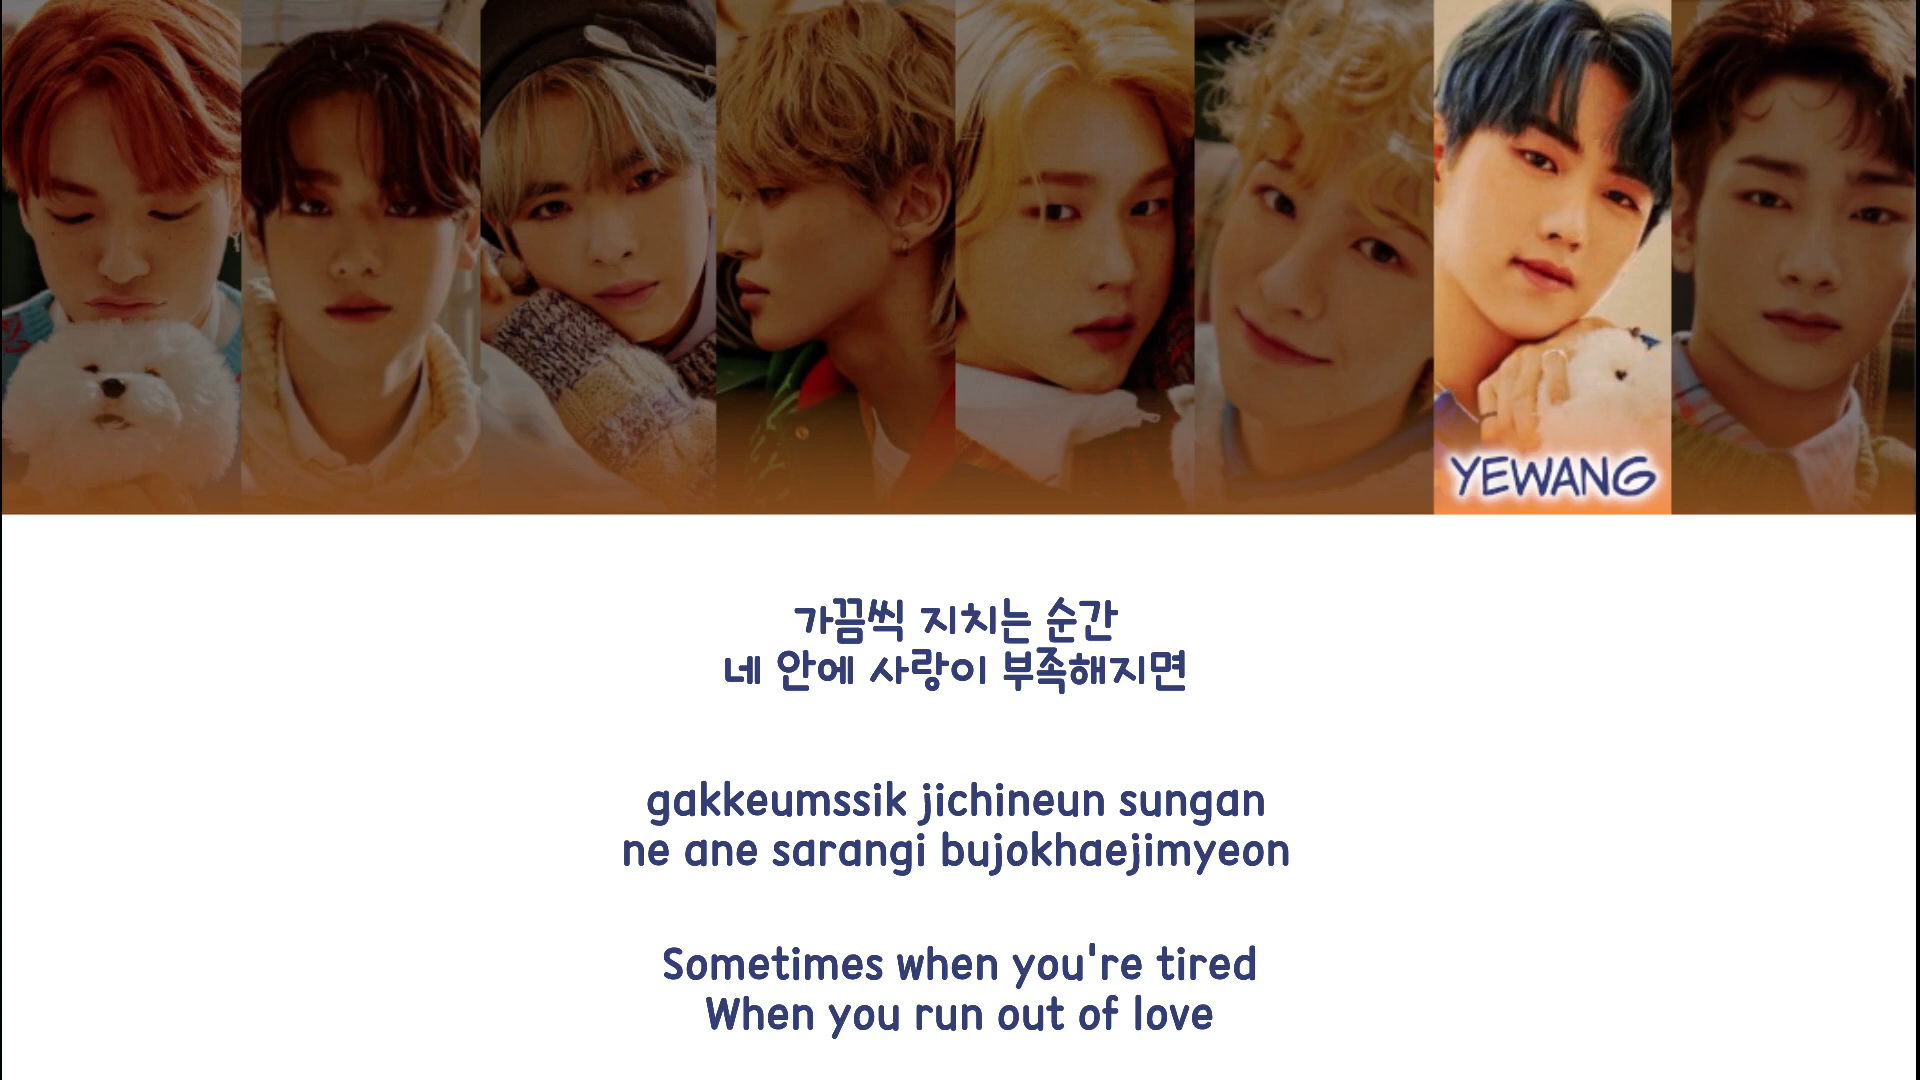 YEWANG
가끔씩 지치는 순간
네 안에 사랑이 부족해지면
gakkeumssik jichineun sungan
ne ane sarangi bujokhaejimyeon
Sometimes when you're tired
When you run out of love